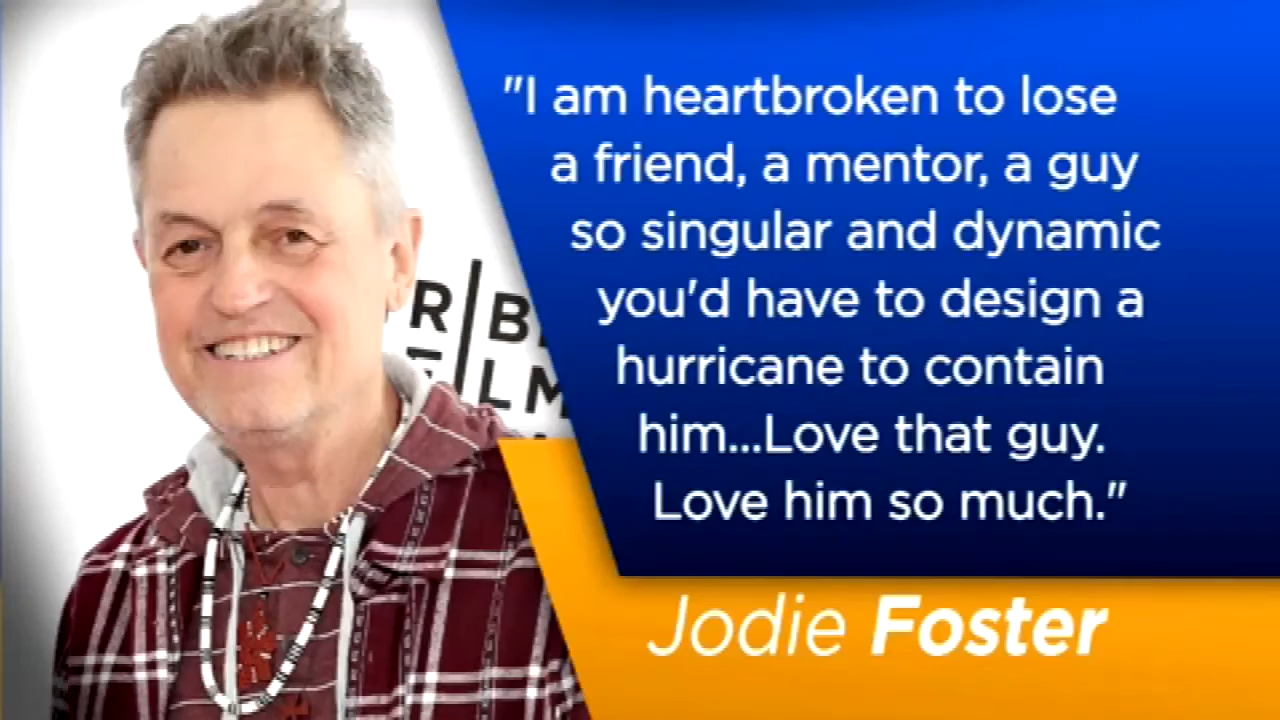 "I am heartbroken to lose
a friend, a mentor, a guy
so singular and dynamic
you'd have to design a
hurricane to contain
him...Love that guy.
Love him so much."
Jodie Foster
R B
LM